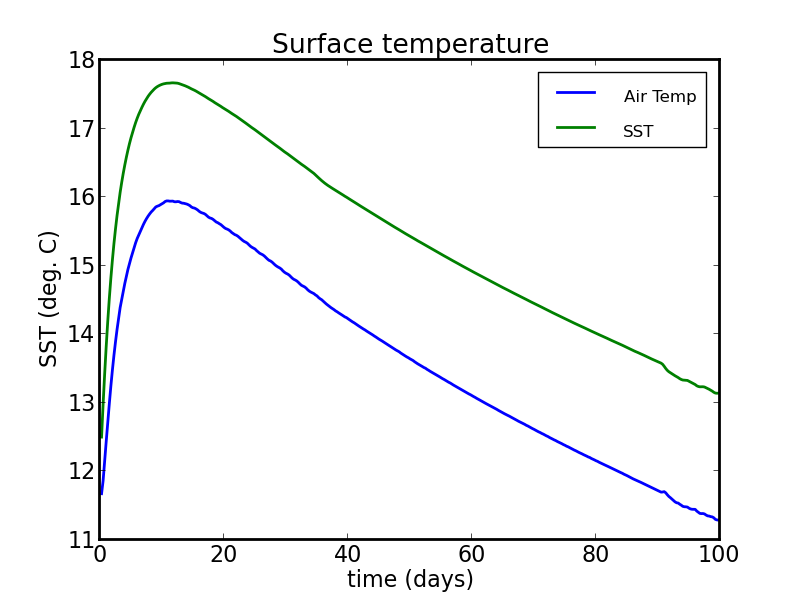 Surface temperature
18
17
16
15
14
13
12
11
SST (deg. C)
Air Temp
SST
0 20 40 60 80 100
time (days)